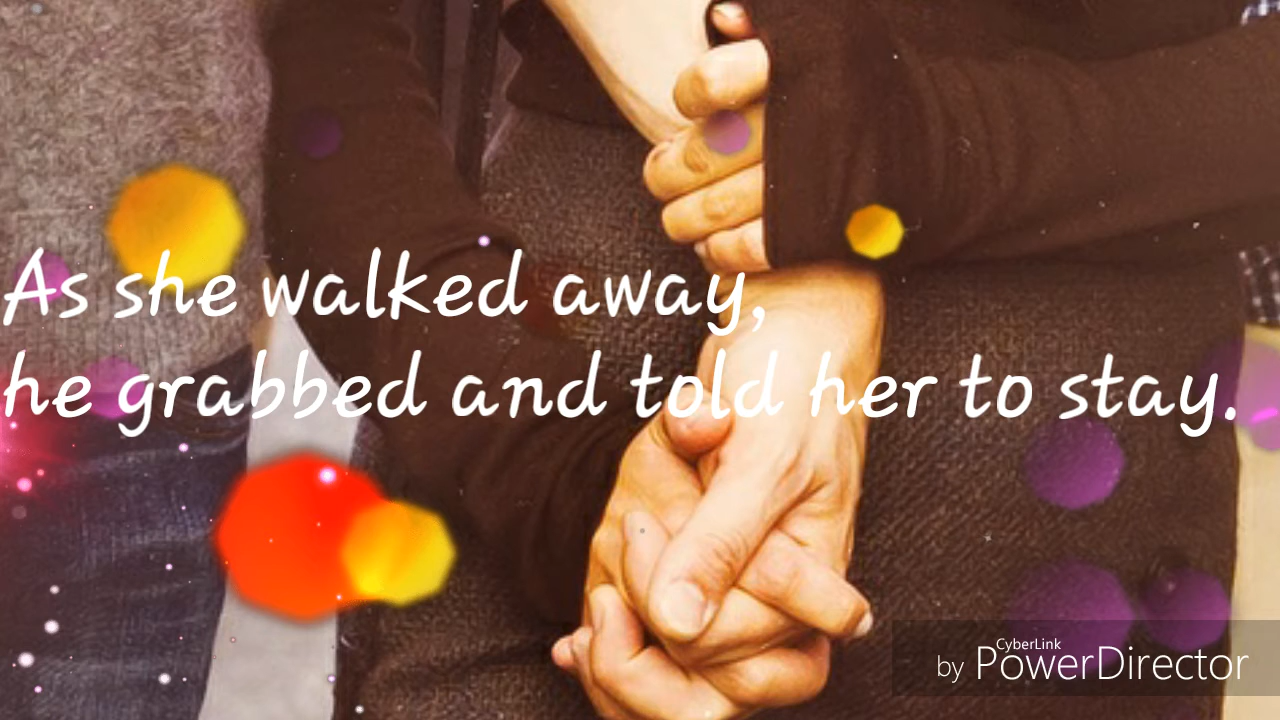 As she walked away,
he grabbed and told her to stay.
by CyberLink PowerDirector